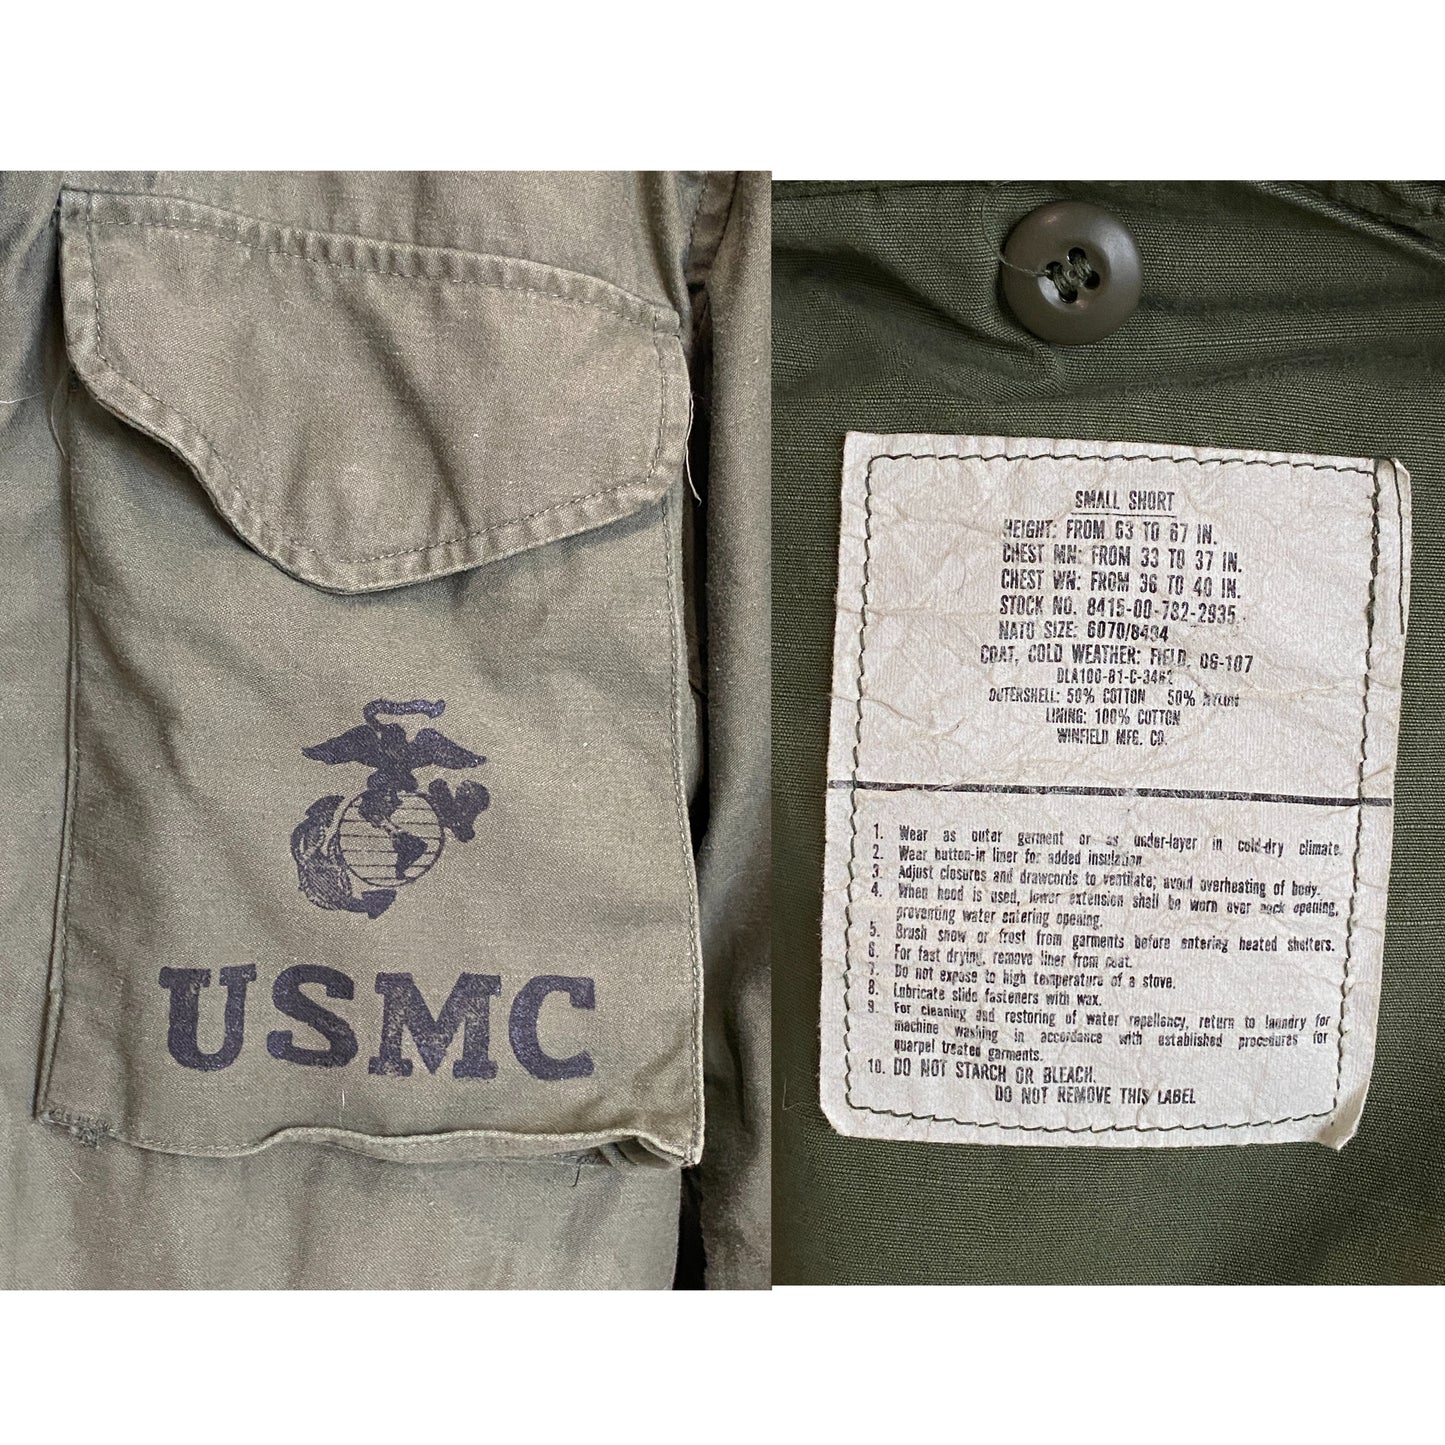 USMC
SMALL SHORT
HEIGHT: FROM 63 TO 67 IN.
CHEST MN: FROM 33 TO 37 IN.
CHEST WN: FROM 36 TO 40 IN.
STOCK NO. 8415-00-782-2935
NATO SIZE: 6070/8494
COAT, COLD WEATHER: FIELD, OG-107
DLA100-81-C-3462
OUTERSHELL: 50% COTTON 50% NYLON
LINING: 100% COTTON
WINFIELD MFG. CO.
1. Wear as outer garment or as under-layer in cold-dry climate.
2. Wear button-in liner for added insulation
3. Adjust closures and drawcords to ventilate; avoid overheating of body.
4. When hood is used, lower extension shall be worn over neck opening,
preventing water entering opening.
5. Brush snow or frost from garments before entering heated shelters.
6. For fast drying, remove liner from coat.
7. Do not expose to high temperature of a stove.
8. Lubricate slide fasteners with wax.
9. For cleaning and restoring of water repellency, return to laundry for
machine washing in accordance with established procedures for
quarpel treated garments.
10. DO NOT STARCH OR BLEACH.
DO NOT REMOVE THIS LABEL